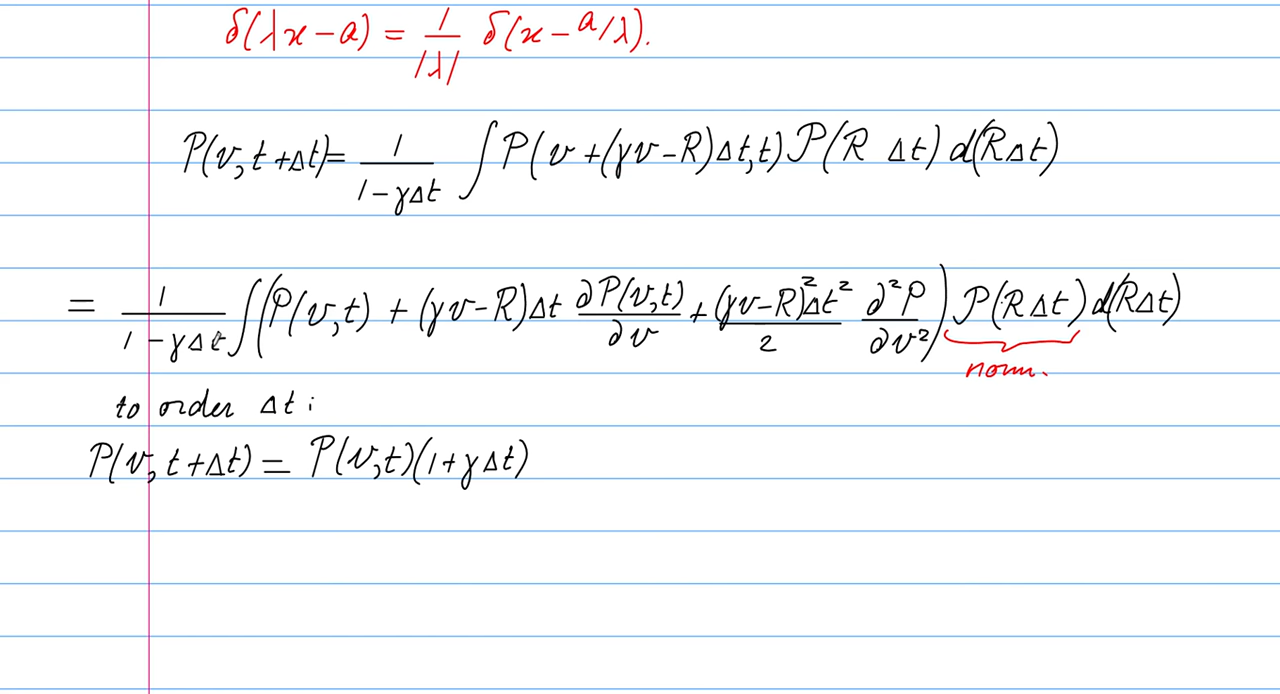 δ(λx−a) = 1/|λ| δ(x−a/λ).
P(v, t+Δt) = 1/(1−γΔt) ∫ P(v+(γv−R)Δt, t) 𝒫(R Δt) d(RΔt)
= 1/(1−γΔt) ∫ (P(v,t) + (γv−R)Δt ∂P(v,t)/∂v + (γv−R)²Δt²/2 ∂²P/∂v²) 𝒫(RΔt) d(RΔt)
norm.
to order Δt:
P(v, t+Δt) = P(v,t)(1+γΔt)